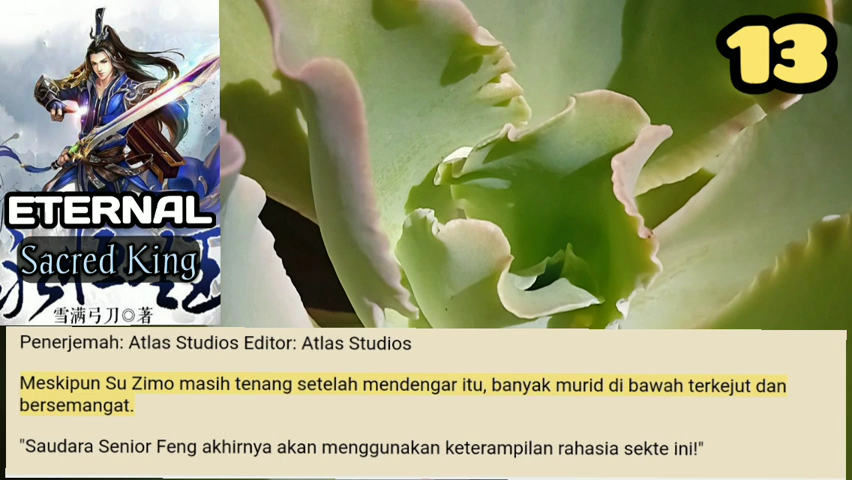 13
ETERNAL
Sacred King
雪满弓刀◎著
Penerjemah: Atlas Studios Editor: Atlas Studios
Meskipun Su Zimo masih tenang setelah mendengar itu, banyak murid di bawah terkejut dan
bersemangat.
"Saudara Senior Feng akhirnya akan menggunakan keterampilan rahasia sekte ini!"